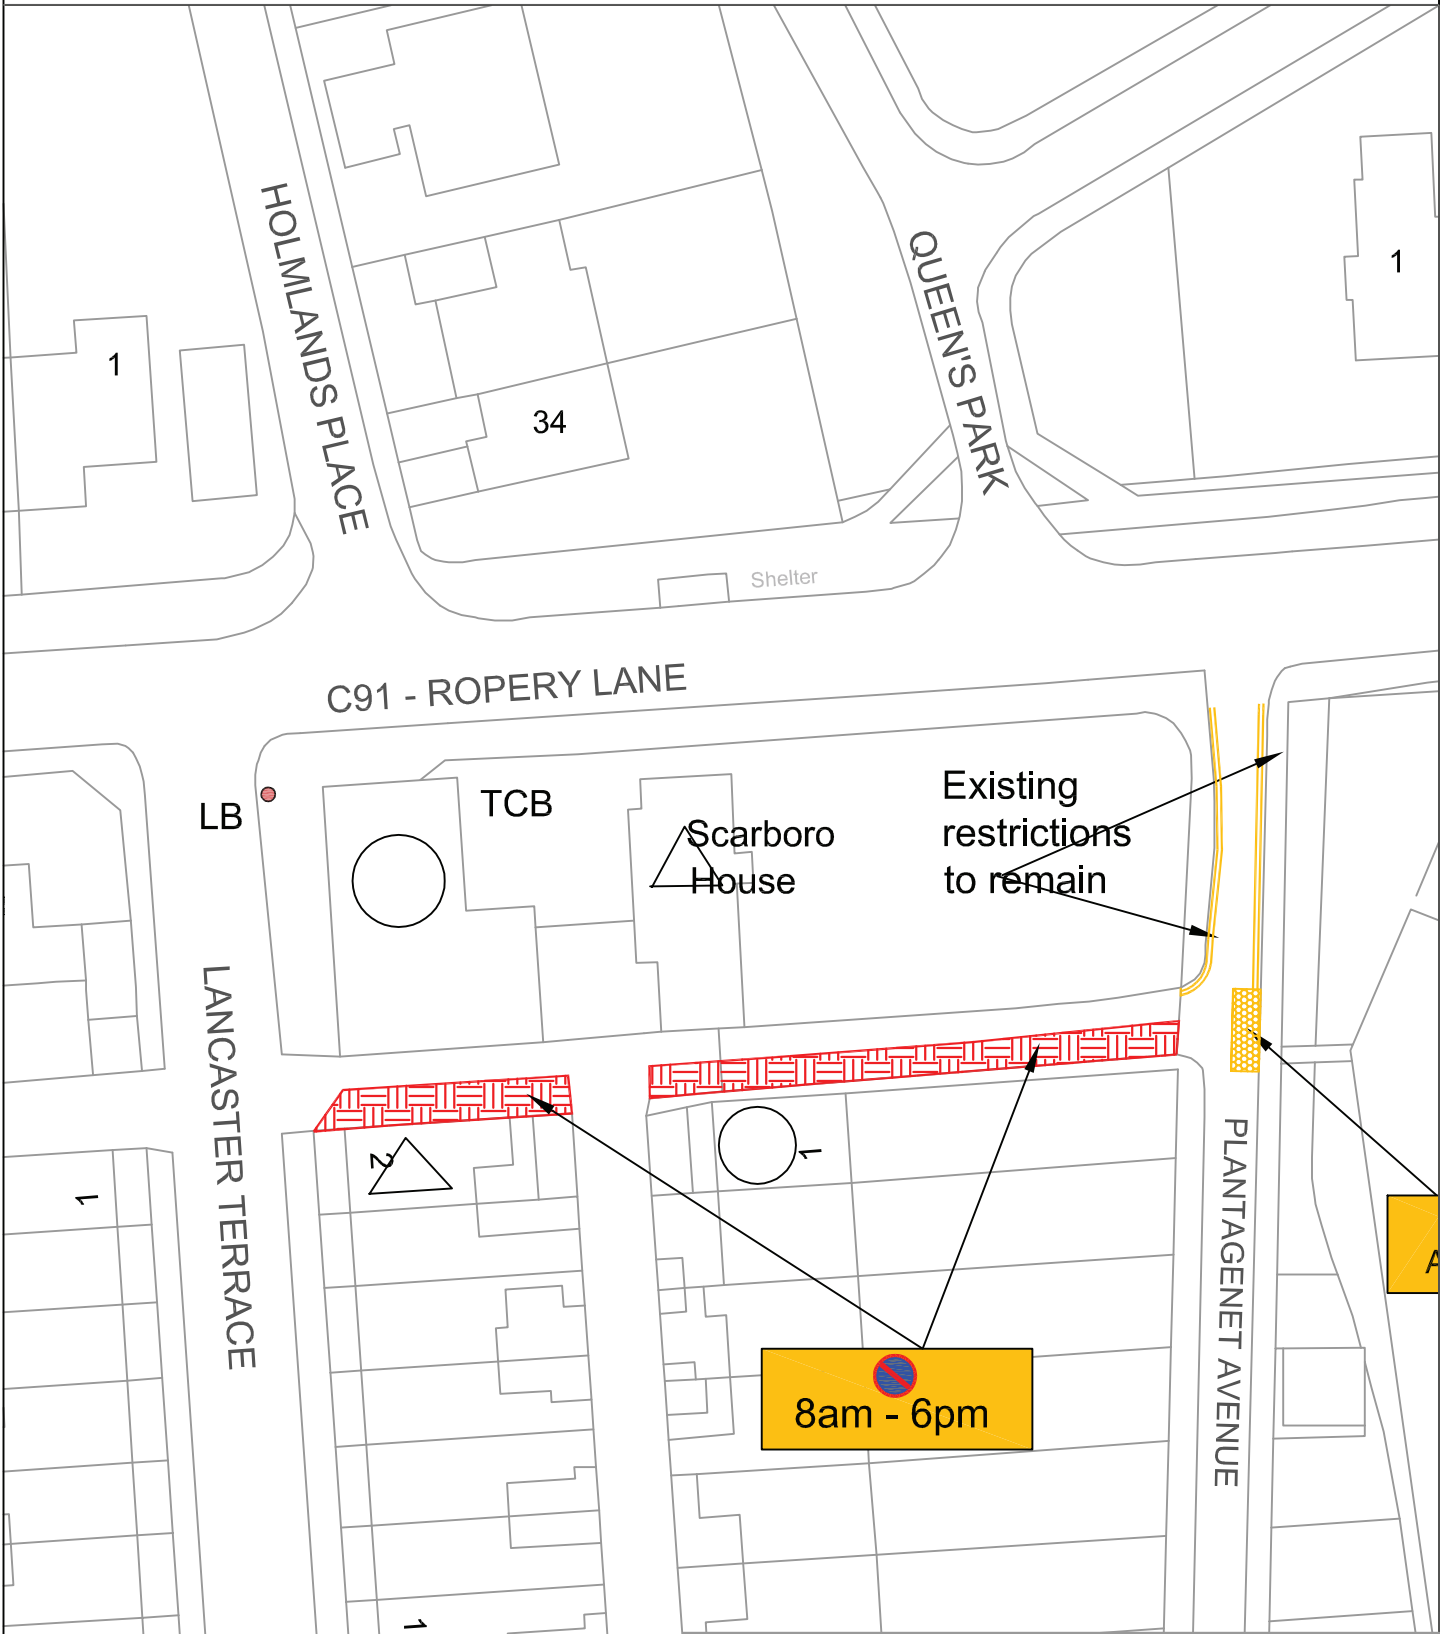 HOLMLANDS PLACE
QUEEN'S PARK
1
1
34
Shelter
C91 - ROPERY LANE
LB
TCB
Scarboro
House
Existing
restrictions
to remain
LANCASTER TERRACE
2
1
1
PLANTAGENET AVENUE
A
8am - 6pm
1